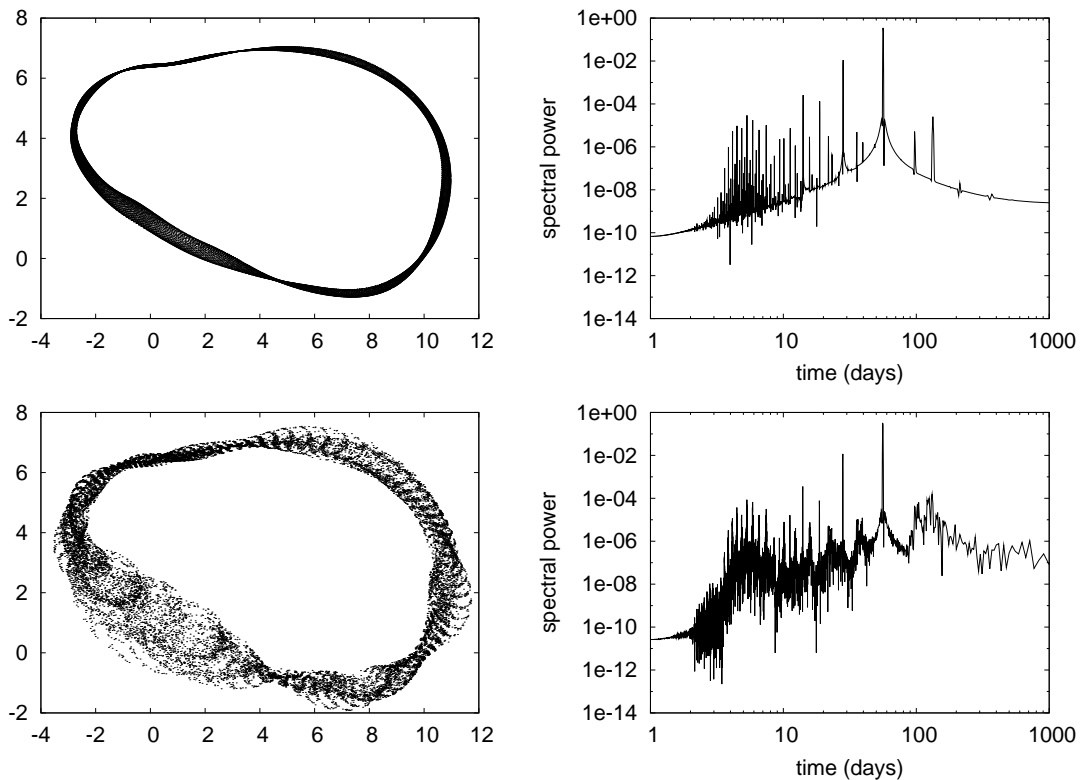 8
6
4
2
0
-2
-4 -2 0 2 4 6 8 10 12
1e+00
1e-02
1e-04
1e-06
1e-08
1e-10
1e-12
1e-14
1 10 100 1000
spectral power
time (days)
8
6
4
2
0
-2
-4 -2 0 2 4 6 8 10 12
1e+00
1e-02
1e-04
1e-06
1e-08
1e-10
1e-12
1e-14
1 10 100 1000
spectral power
time (days)